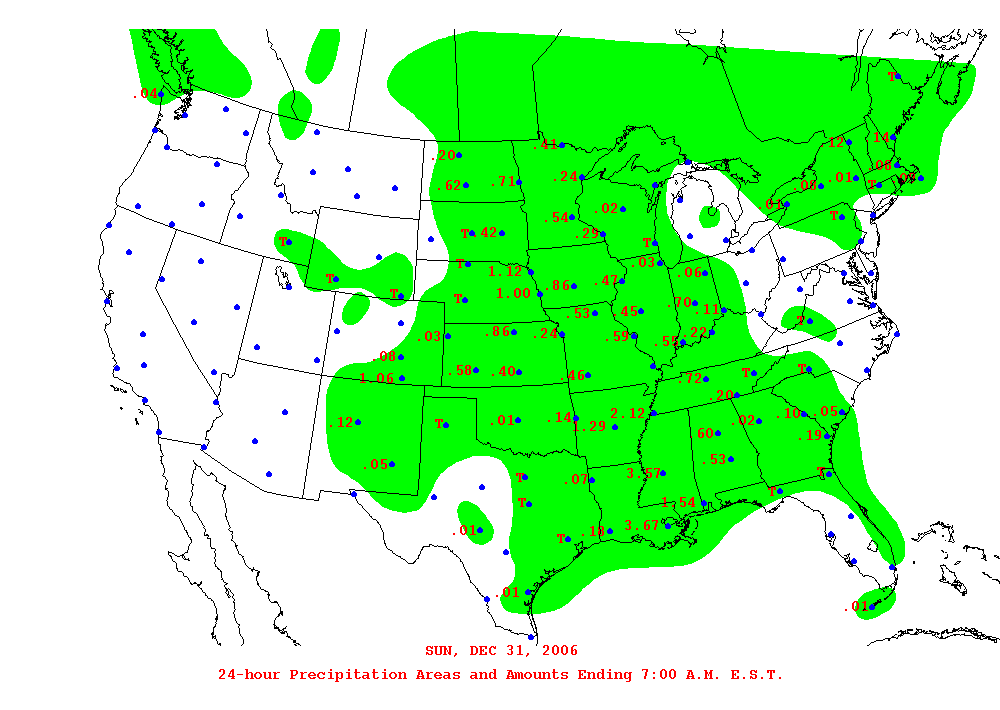 T
.04
.12 .14
.20 .41
.08
.62 .71 .24 .08 .01 T
.54 .02 .01 T
T T .42 .29 T
T 1.12 .03 .06
T T 1.00 .86 .47
T .70 .11
.53 .45 T
.03 .86 .24 .59 .55 .22
.08
1.06 .58 .40 .46 .72 T T
.20
.12 T .01 .14 2.12 .02 .10 .05
1.29
.60 .19
.05 .53
T .07 3.57 T
T 1.54 T
.01 .18 3.67
T
.01 .01
SUN, DEC 31, 2006
24-hour Precipitation Areas and Amounts Ending 7:00 A.M. E.S.T.